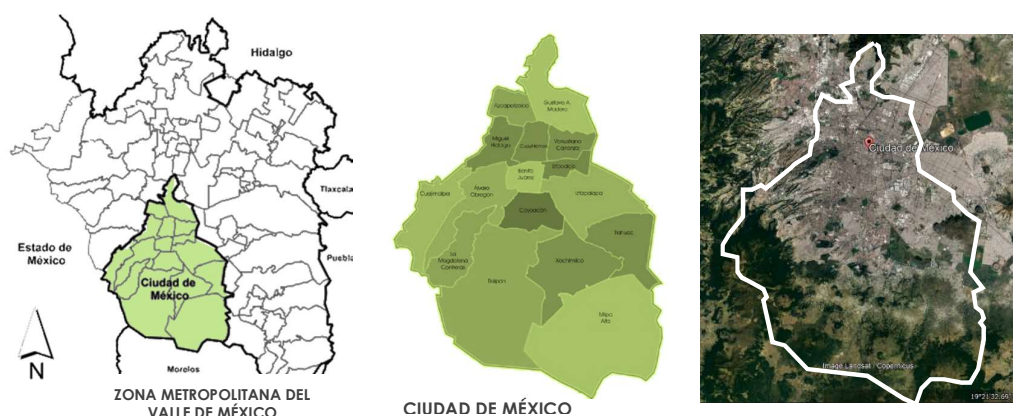 Hidalgo
Tlaxcala
Estado de
México
Puebla
Ciudad de
México
N
Morelos
ZONA METROPOLITANA DEL
VALLE DE MÉXICO
Gustavo A.
Madero
Azcapotzalco
Miguel
Hidalgo
Cuauhtémoc
Venustiano
Carranza
Iztacalco
Benito
Juárez
Cuajimalpa
Álvaro
Obregón
Iztapalapa
Coyoacán
La
Magdalena
Contreras
Tláhuac
Xochimilco
Tlalpan
Milpa
Alta
CIUDAD DE MÉXICO
Ciudad de México
Image Landsat / Copernicus